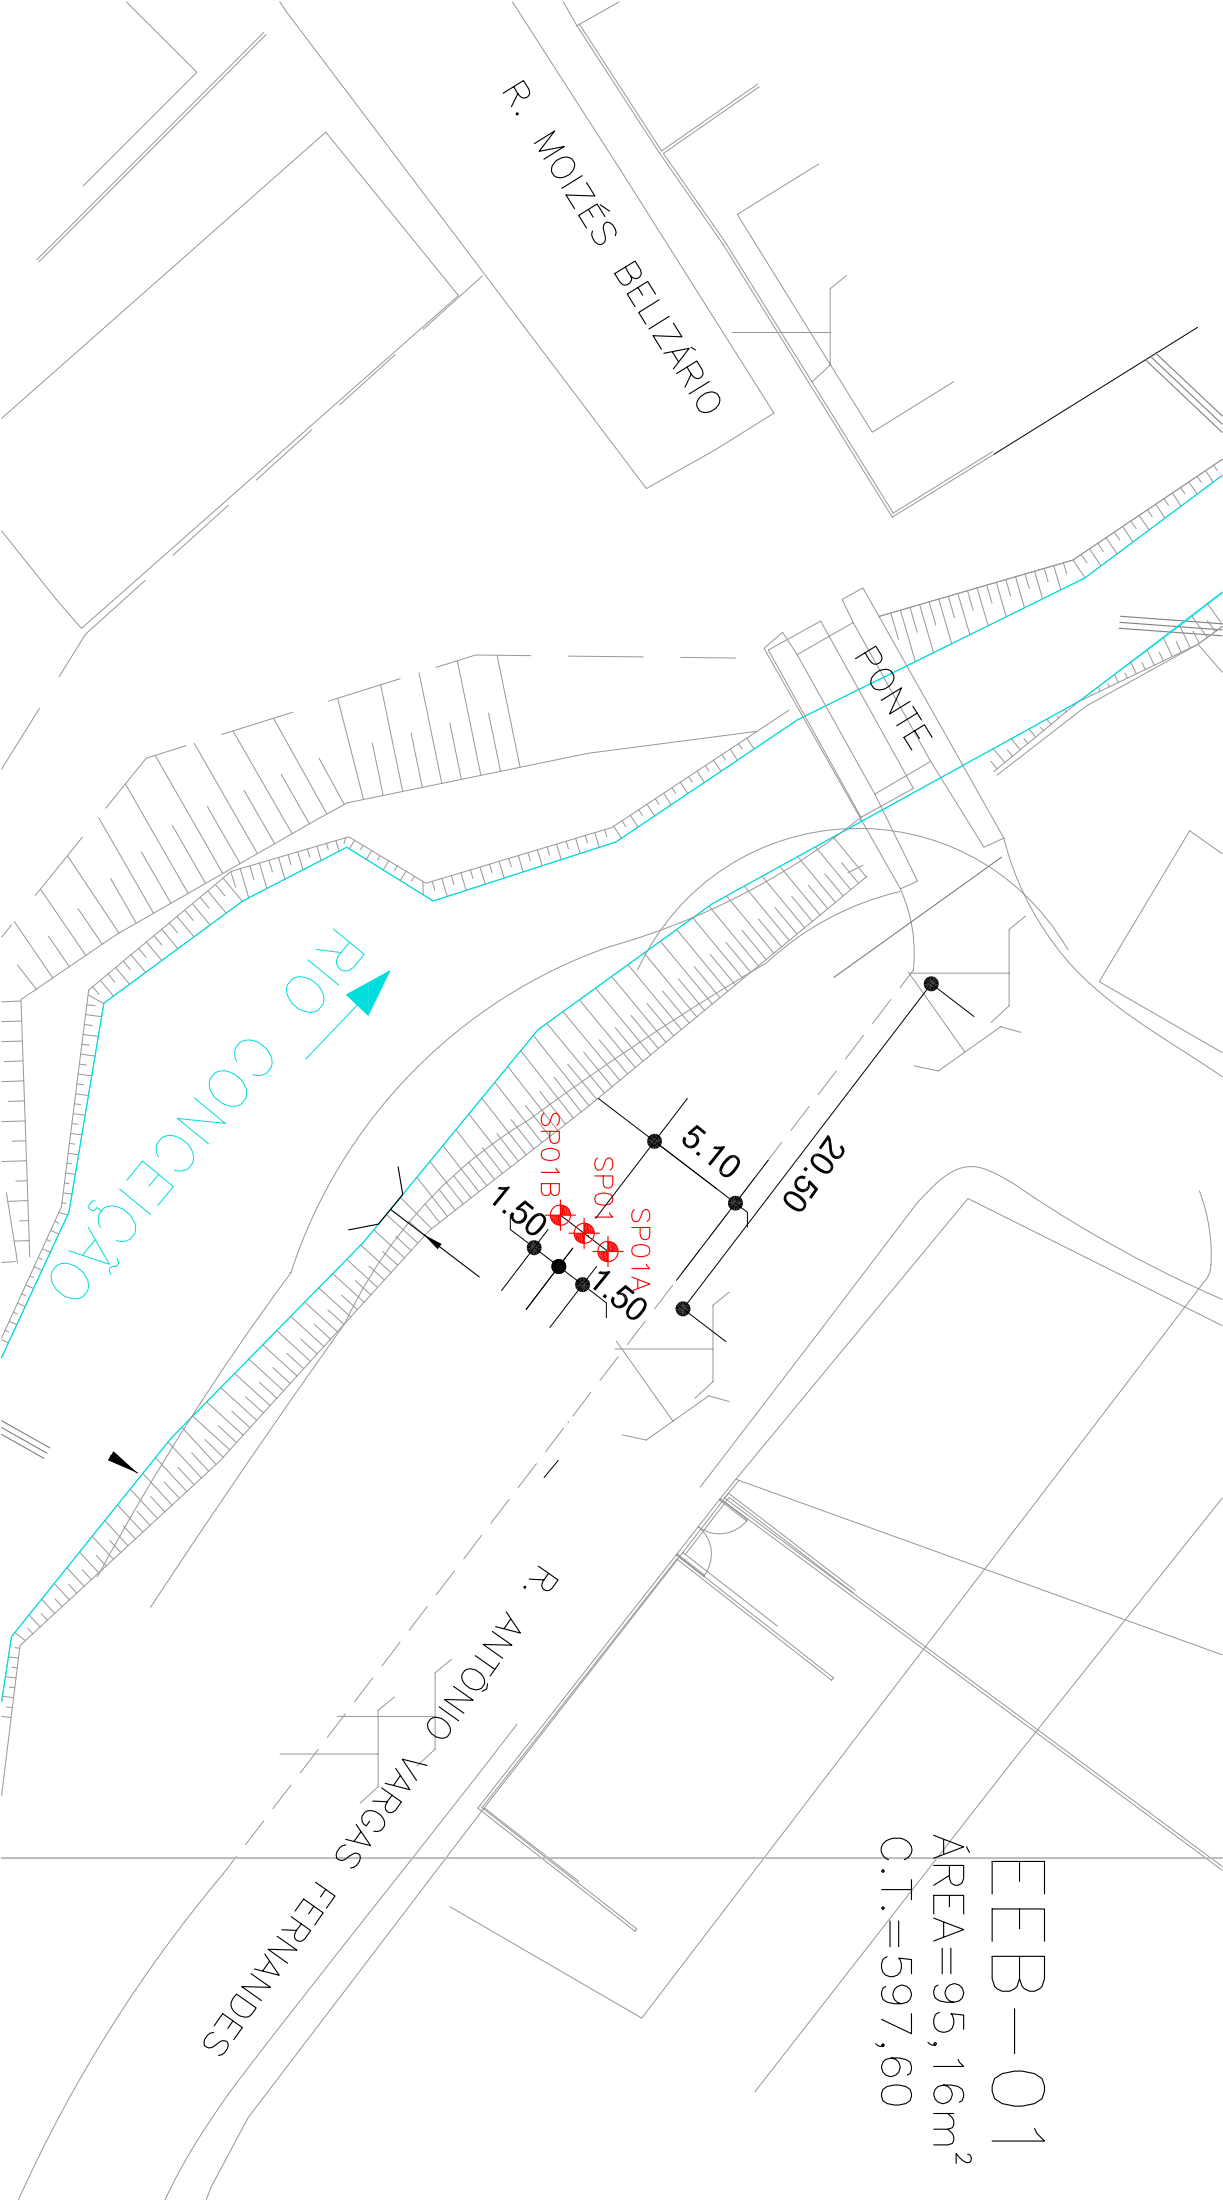 R. MOIZÉS BELIZÁRIO
PONTE
RIO CONCEIÇÃO
5.10
20.50
SP01B
SP01
SP01A
1.50
1.50
R. ANTÔNIO VARGAS FERNANDES
EEB-01
ÁREA=95,16m²
C.T.=597,60